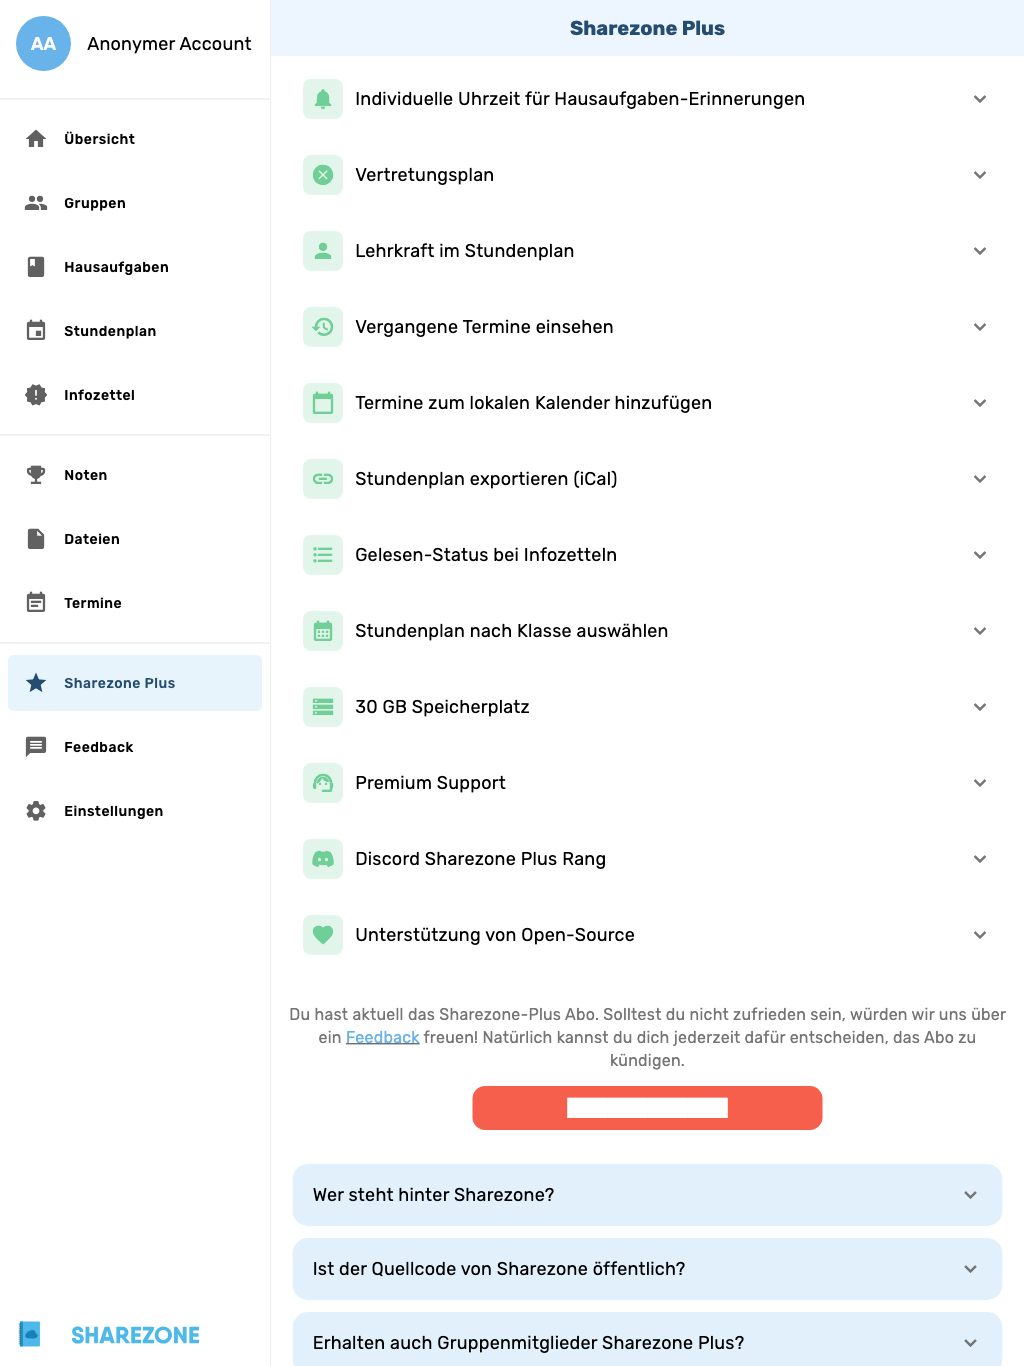 AA
Anonymer Account
Übersicht
Gruppen
Hausaufgaben
Stundenplan
Infozettel
Noten
Dateien
Termine
Sharezone Plus
Feedback
Einstellungen
SHAREZONE
Sharezone Plus
Individuelle Uhrzeit für Hausaufgaben-Erinnerungen
Vertretungsplan
Lehrkraft im Stundenplan
Vergangene Termine einsehen
Termine zum lokalen Kalender hinzufügen
Stundenplan exportieren (iCal)
Gelesen-Status bei Infozetteln
Stundenplan nach Klasse auswählen
30 GB Speicherplatz
Premium Support
Discord Sharezone Plus Rang
Unterstützung von Open-Source
Du hast aktuell das Sharezone-Plus Abo. Solltest du nicht zufrieden sein, würden wir uns über
ein Feedback freuen! Natürlich kannst du dich jederzeit dafür entscheiden, das Abo zu
kündigen.
Wer steht hinter Sharezone?
Ist der Quellcode von Sharezone öffentlich?
Erhalten auch Gruppenmitglieder Sharezone Plus?